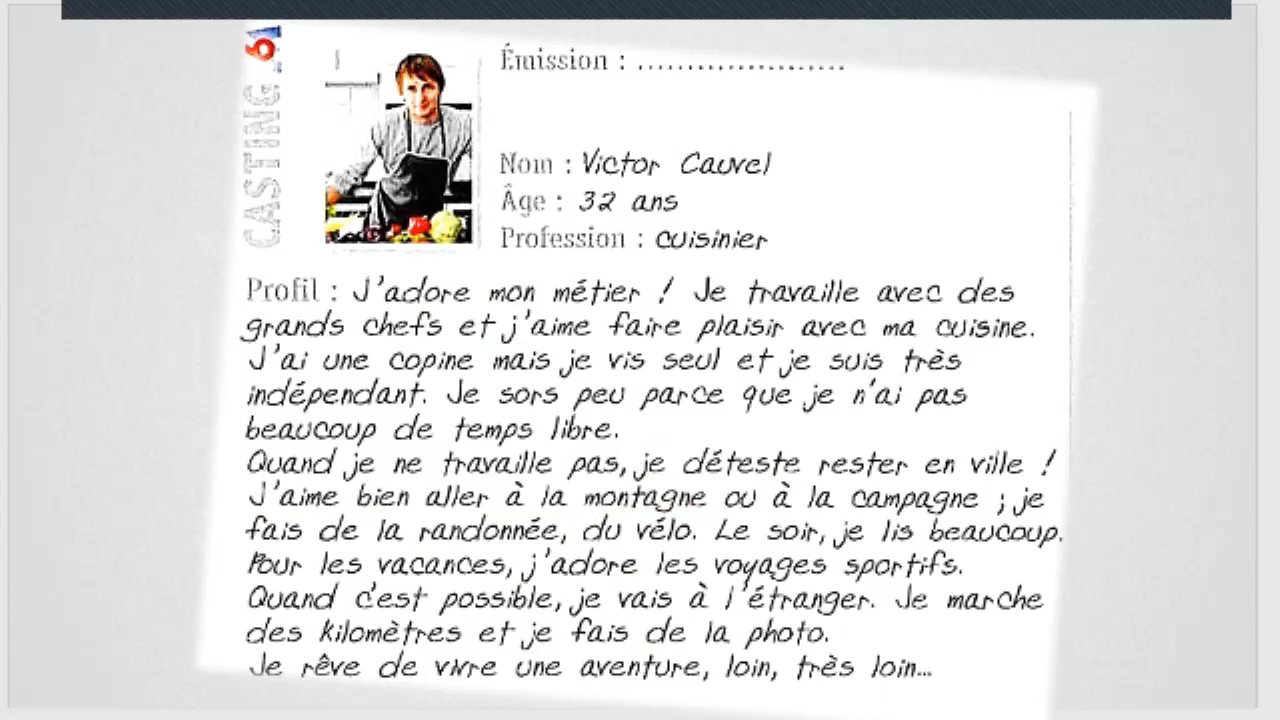 CASTING M6
Émission : ........................
Nom : Victor Cauvel
Âge : 32 ans
Profession : cuisinier
Profil : J'adore mon métier ! Je travaille avec des
grands chefs et j'aime faire plaisir avec ma cuisine.
J'ai une copine mais je vis seul et je suis très
indépendant. Je sors peu parce que je n'ai pas
beaucoup de temps libre.
Quand je ne travaille pas, je déteste rester en ville !
J'aime bien aller à la montagne ou à la campagne ; je
fais de la randonnée, du vélo. Le soir, je lis beaucoup.
Pour les vacances, j'adore les voyages sportifs.
Quand c'est possible, je vais à l'étranger. Je marche
des kilomètres et je fais de la photo.
Je rêve de vivre une aventure, loin, très loin...